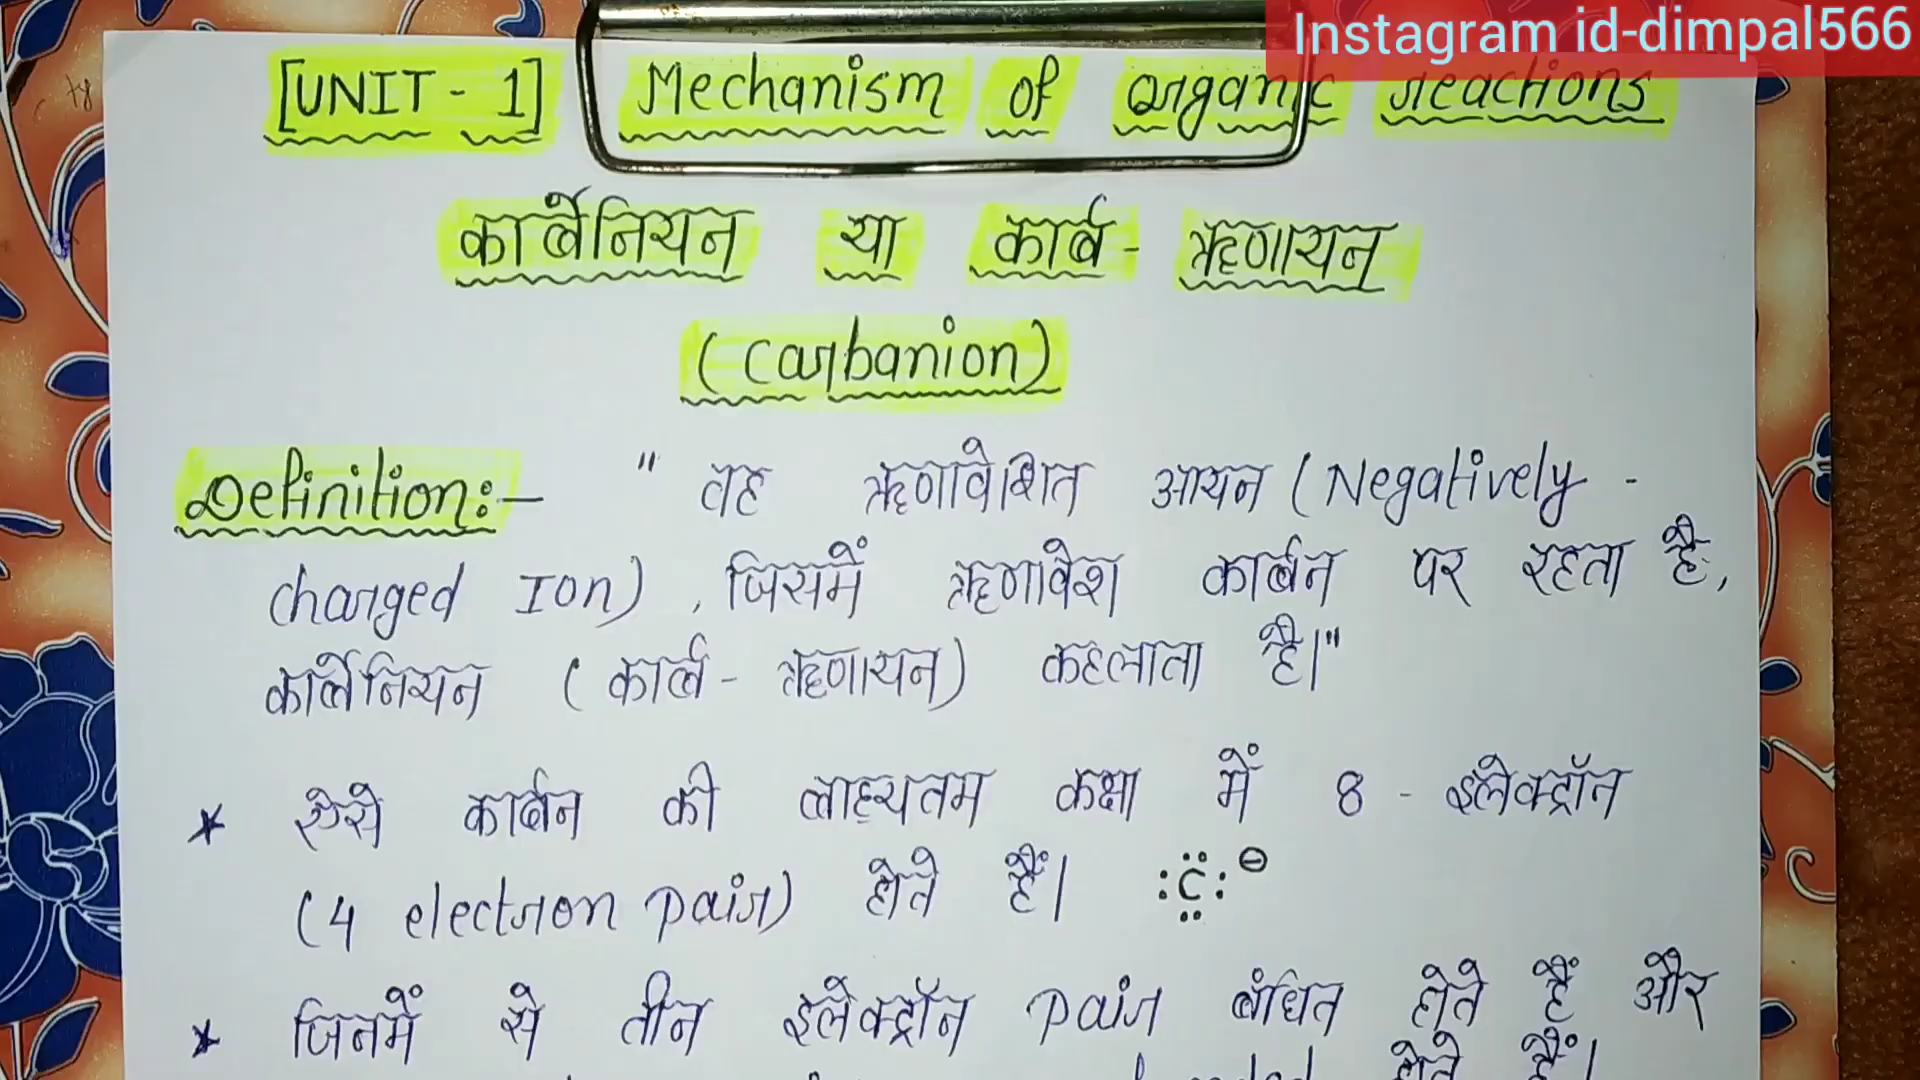 Instagram id-dimpal566
[UNIT - 1] Mechanism of organic reactions
कार्बेनियन या कार्ब - ऋणायन
(Carbanion)
Definition:— " वह ऋणावेशित आयन (Negatively -
charged Ion) , जिसमें ऋणावेश कार्बन पर रहता है,
कार्बेनियन (कार्ब - ऋणायन) कहलाता है।"
* ऐसे कार्बन की बाह्यतम कक्षा में 8 - इलेक्ट्रॉन
(4 electron pair) होते हैं। :C̤̈:⊖
* जिनमें से तीन इलेक्ट्रॉन pair बंधित होते हैं और
होते हैं।